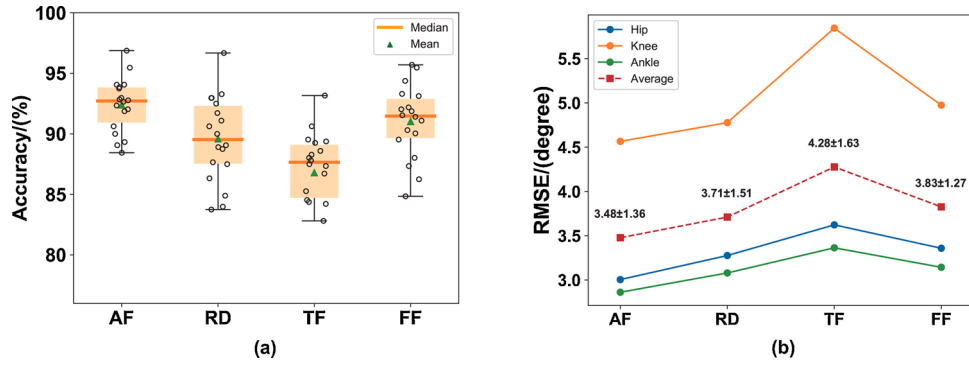 100
95
90
85
80
Accuracy/(%)
Median
Mean
AF
RD
TF
FF
(a)
5.5
5.0
4.5
4.0
3.5
3.0
RMSE/(degree)
Hip
Knee
Ankle
Average
3.48±1.36
3.71±1.51
4.28±1.63
3.83±1.27
AF
RD
TF
FF
(b)